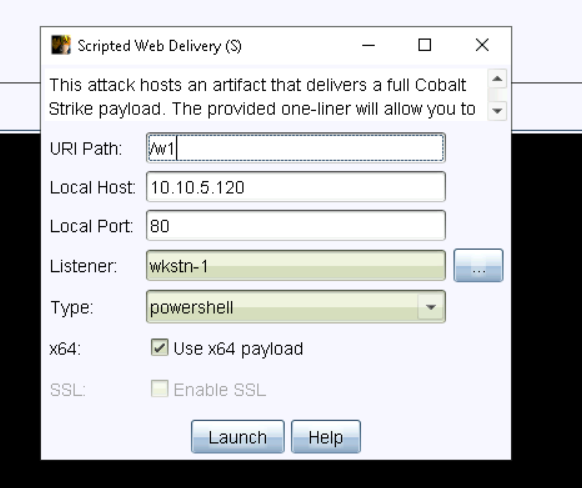 Scripted Web Delivery (S)
This attack hosts an artifact that delivers a full Cobalt
Strike payload. The provided one-liner will allow you to
URI Path: /w1
Local Host: 10.10.5.120
Local Port: 80
Listener: wkstn-1 ...
Type: powershell
x64: Use x64 payload
SSL: Enable SSL
Launch Help